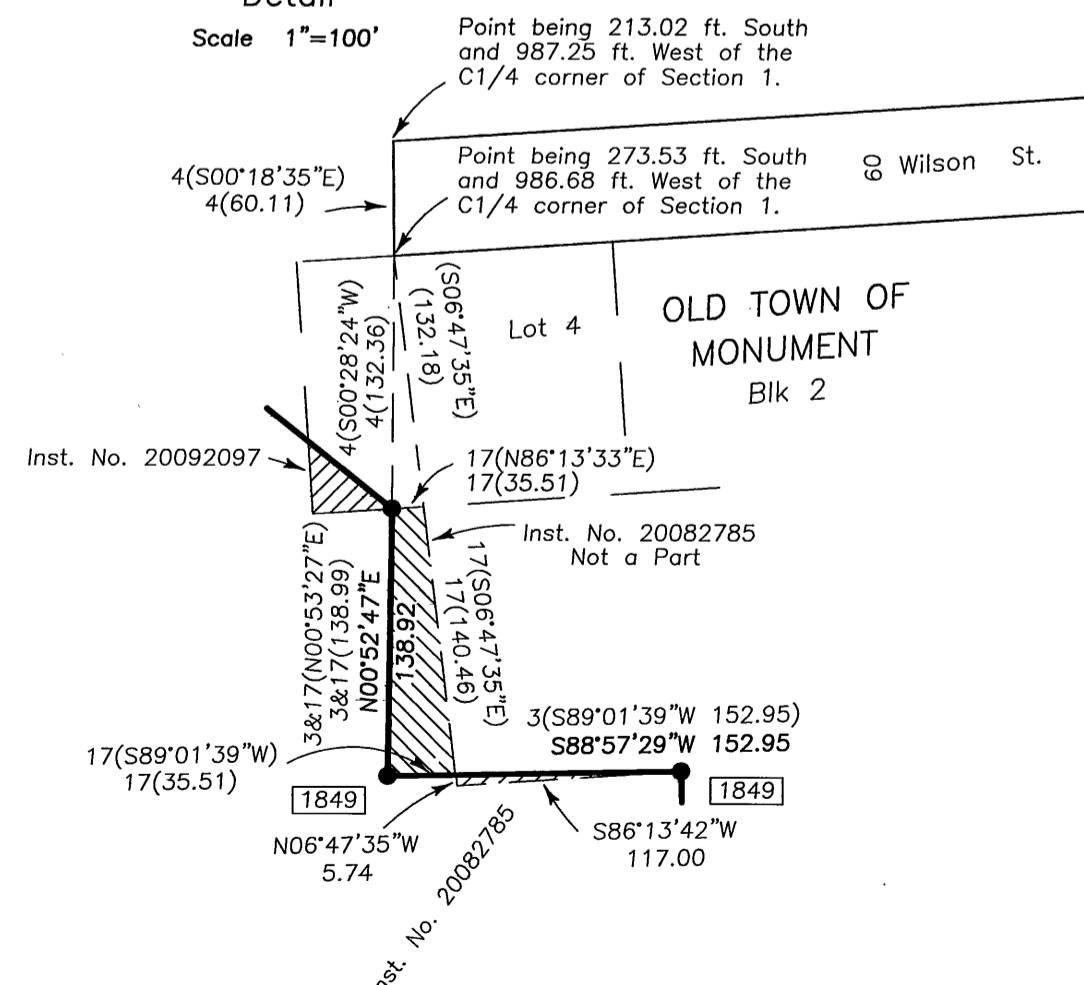 Detail
Scale 1"=100'
Point being 213.02 ft. South
and 987.25 ft. West of the
C1/4 corner of Section 1.
4(S00°18'35"E)
4(60.11)
Point being 273.53 ft. South
and 986.68 ft. West of the
C1/4 corner of Section 1.
60 Wilson St.
4(S00°28'24"W)
4(132.36)
(S06°47'35"E)
(132.18)
Lot 4
OLD TOWN OF
MONUMENT
Blk 2
Inst. No. 20092097
17(N86°13'33"E)
17(35.51)
Inst. No. 20082785
Not a Part
3&17(N00°53'27"E)
3&17(138.99)
N00°52'47"E
138.92
17(S06°47'35"E)
17(140.46)
3(S89°01'39"W 152.95)
S88°57'29"W 152.95
17(S89°01'39"W)
17(35.51)
1849
1849
N06°47'35"W
5.74
S86°13'42"W
117.00
Inst. No. 20082785